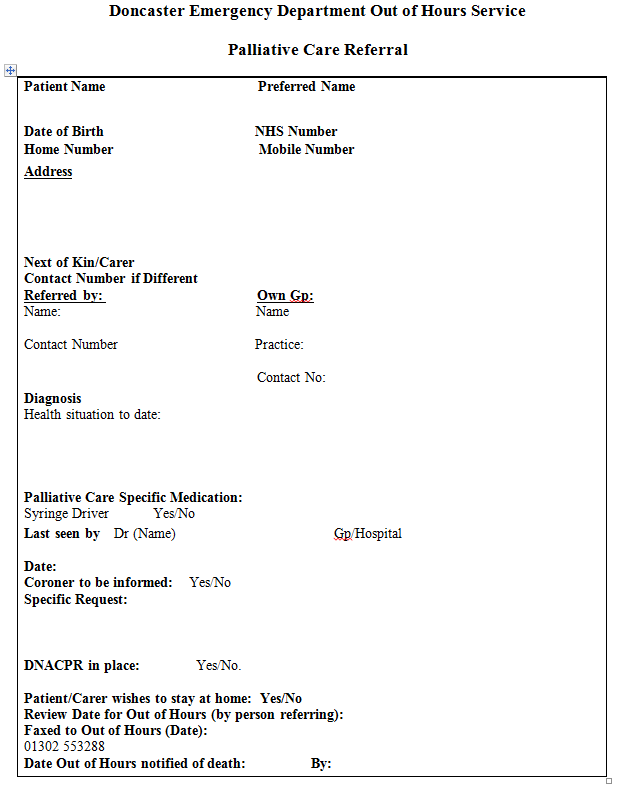 Doncaster Emergency Department Out of Hours Service
Palliative Care Referral
Patient Name Preferred Name
Date of Birth NHS Number
Home Number Mobile Number
Address
Next of Kin/Carer
Contact Number if Different
Referred by: Own Gp:
Name: Name
Contact Number Practice:
Contact No:
Diagnosis
Health situation to date:
Palliative Care Specific Medication:
Syringe Driver Yes/No
Last seen by Dr (Name) Gp/Hospital
Date:
Coroner to be informed: Yes/No
Specific Request:
DNACPR in place: Yes/No.
Patient/Carer wishes to stay at home: Yes/No
Review Date for Out of Hours (by person referring):
Faxed to Out of Hours (Date):
01302 553288
Date Out of Hours notified of death: By: